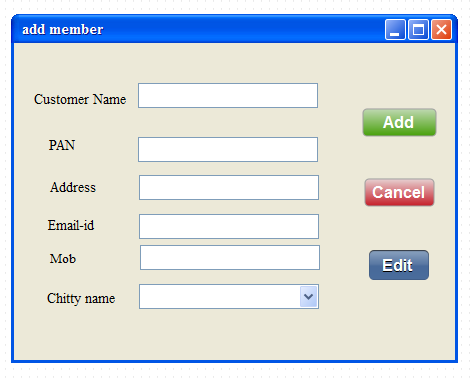 add member
Customer Name
Add
PAN
Address
Cancel
Email-id
Mob
Edit
Chitty name